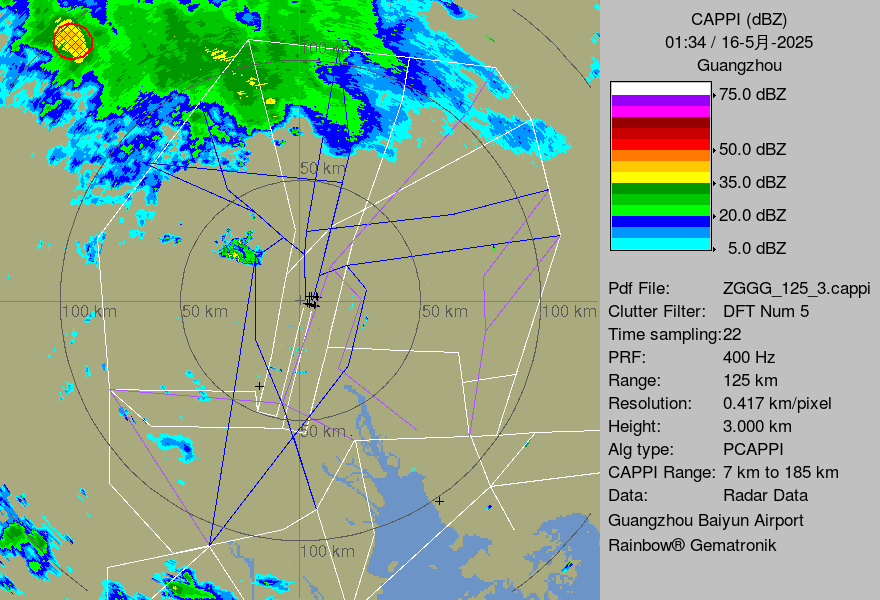 CAPPI (dBZ)
01:34 / 16-5月-2025
Guangzhou
75.0 dBZ
50.0 dBZ
35.0 dBZ
20.0 dBZ
5.0 dBZ
Pdf File: ZGGG_125_3.cappi
Clutter Filter: DFT Num 5
Time sampling:22
PRF: 400 Hz
Range: 125 km
Resolution: 0.417 km/pixel
Height: 3.000 km
Alg type: PCAPPI
CAPPI Range: 7 km to 185 km
Data: Radar Data
Guangzhou Baiyun Airport
Rainbow® Gematronik
100 km
50 km
100 km
50 km
50 km
100 km
50 km
100 km